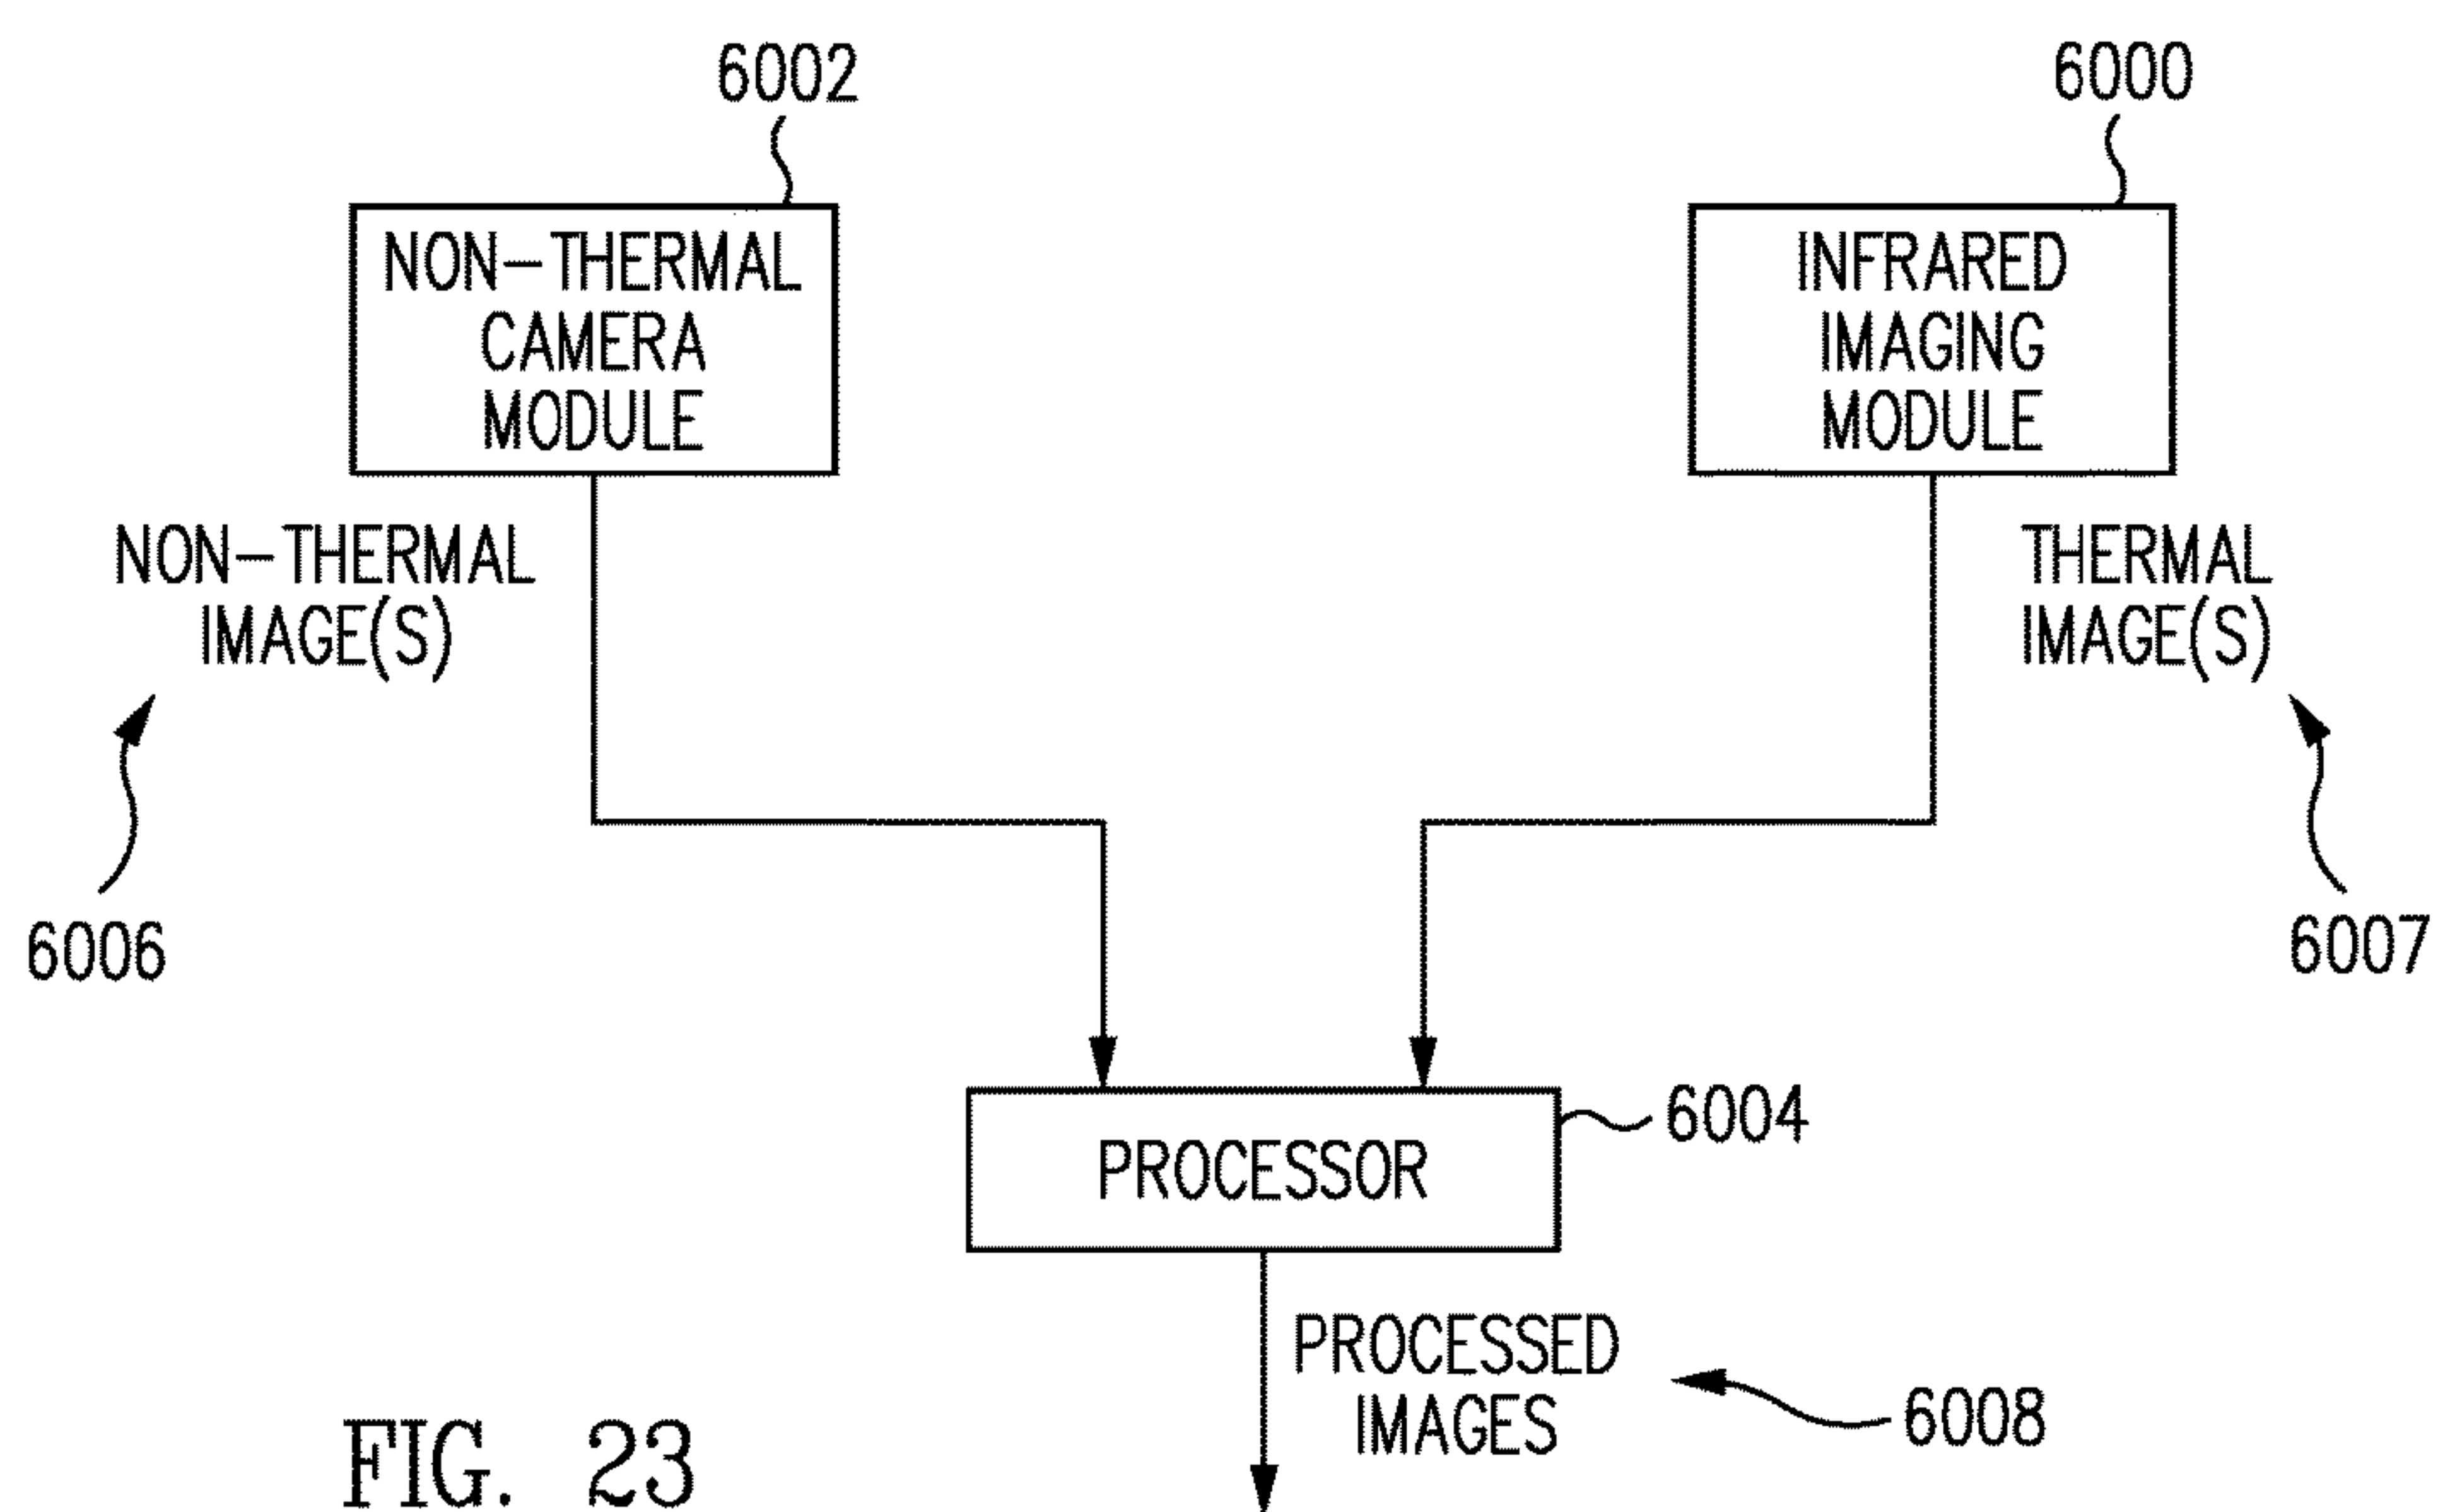 6002
6000
NON-THERMAL
CAMERA
MODULE
INFRARED
IMAGING
MODULE
NON-THERMAL
IMAGE(S)
THERMAL
IMAGE(S)
6006
6007
PROCESSOR
6004
PROCESSED
IMAGES
6008
FIG. 23